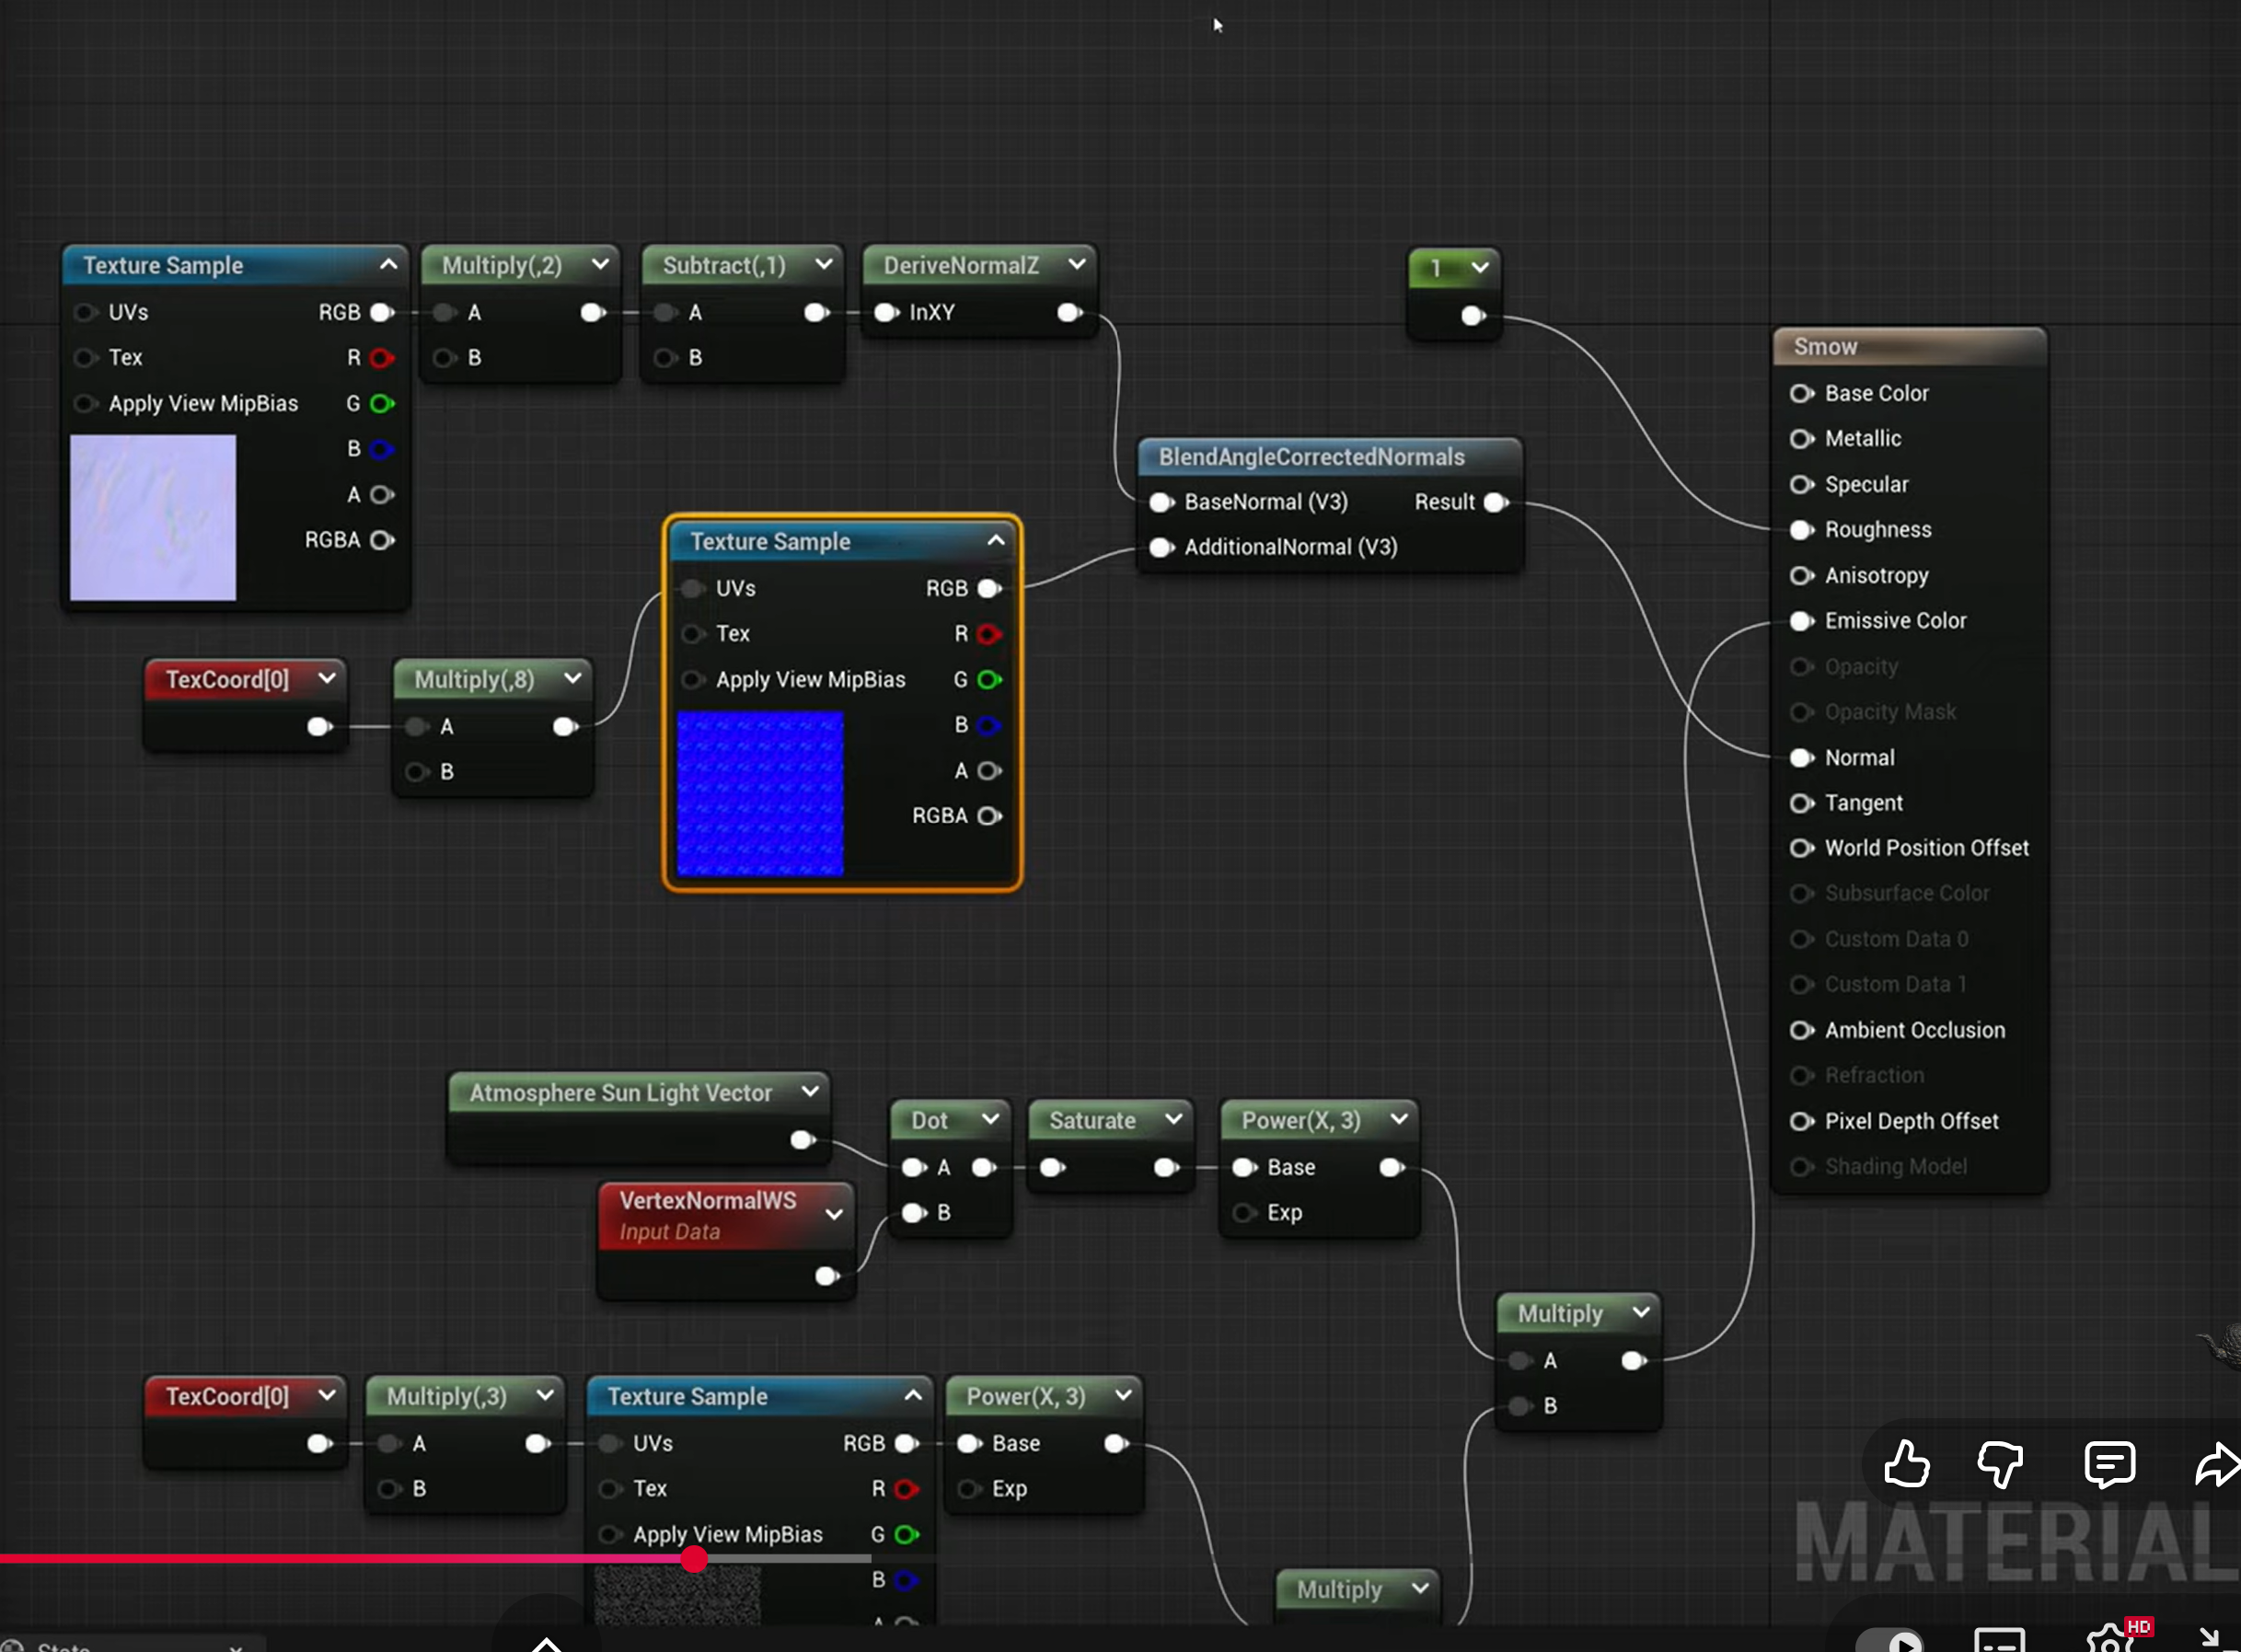 Texture Sample
UVs
RGB
Tex
R
Apply View MipBias
G
B
A
RGBA
Multiply(,2)
A
B
Subtract(,1)
A
B
DeriveNormalZ
InXY
1
BlendAngleCorrectedNormals
BaseNormal (V3)
Result
AdditionalNormal (V3)
TexCoord[0]
Multiply(,8)
A
B
Texture Sample
UVs
RGB
Tex
R
Apply View MipBias
G
B
A
RGBA
Smow
Base Color
Metallic
Specular
Roughness
Anisotropy
Emissive Color
Opacity
Opacity Mask
Normal
Tangent
World Position Offset
Subsurface Color
Custom Data 0
Custom Data 1
Ambient Occlusion
Refraction
Pixel Depth Offset
Shading Model
Atmosphere Sun Light Vector
VertexNormalWS
Input Data
Dot
A
B
Saturate
Power(X, 3)
Base
Exp
Multiply
A
B
TexCoord[0]
Multiply(,3)
A
B
Texture Sample
UVs
RGB
Tex
R
Apply View MipBias
G
B
A
Power(X, 3)
Base
Exp
Multiply
MATERIAL
HD
Stats